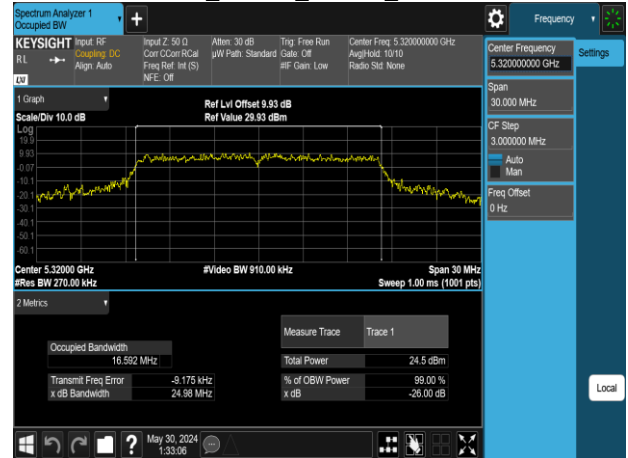 Spectrum Analyzer 1
Occupied BW
Frequency
KEYSIGHT
RL
LXI
Input: RF
Coupling: DC
Align: Auto
Input Z: 50 Ω
Corr CCorr RCal
Freq Ref: Int (S)
NFE: Off
Atten: 30 dB
µW Path: Standard
Trig: Free Run
Gate: Off
#IF Gain: Low
Center Freq: 5.320000000 GHz
Avg|Hold: 10/10
Radio Std: None
Center Frequency
5.320000000 GHz
Settings
Span
30.000 MHz
CF Step
3.000000 MHz
Auto
Man
Freq Offset
0 Hz
Local
1 Graph
Scale/Div 10.0 dB
Ref Lvl Offset 9.93 dB
Ref Value 29.93 dBm
Log
19.9
9.93
-0.07
-10.1
-20.1
-30.1
-40.1
-50.1
-60.1
Center 5.32000 GHz
#Video BW 910.00 kHz
Span 30 MHz
#Res BW 270.00 kHz
Sweep 1.00 ms (1001 pts)
2 Metrics
Measure Trace
Trace 1
Occupied Bandwidth
16.592 MHz
Total Power
24.5 dBm
Transmit Freq Error
-9.175 kHz
% of OBW Power
99.00 %
x dB Bandwidth
24.98 MHz
x dB
-26.00 dB
?
May 30, 2024
1:33:06